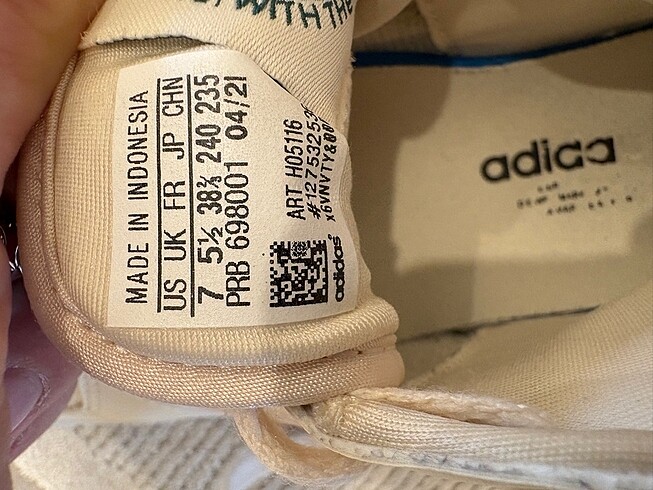 WITH THE
MADE IN INDONESIA
US UK FR JP CHN
7 5½ 38⅔ 240 235
PRB 698001 04/21
ART H05116
adidas